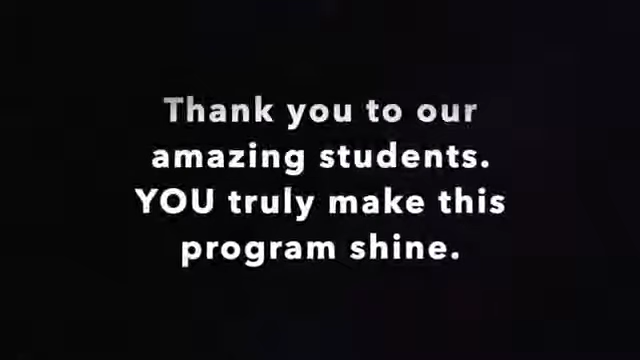 Thank you to our
amazing students.
YOU truly make this
program shine.